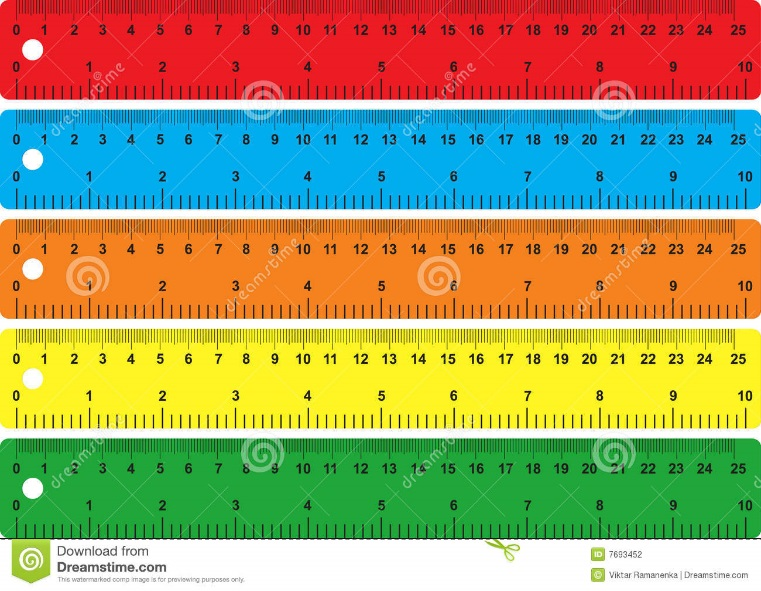 0 1 2 3 4 5 6 7 8 9 10 11 12 13 14 15 16 17 18 19 20 21 22 23 24 25
0 1 2 3 4 5 6 7 8 9 10
0 1 2 3 4 5 6 7 8 9 10 11 12 13 14 15 16 17 18 19 20 21 22 23 24 25
0 1 2 3 4 5 6 7 8 9 10
0 1 2 3 4 5 6 7 8 9 10 11 12 13 14 15 16 17 18 19 20 21 22 23 24 25
0 1 2 3 4 5 6 7 8 9 10
0 1 2 3 4 5 6 7 8 9 10 11 12 13 14 15 16 17 18 19 20 21 22 23 24 25
0 1 2 3 4 5 6 7 8 9 10
0 1 2 3 4 5 6 7 8 9 10 11 12 13 14 15 16 17 18 19 20 21 22 23 24 25
0 1 2 3 4 5 6 7 8 9 10
dreamstime
dreamstime
dreamstime
dreamstime
dreamstime
dreamstime
dreamstime
dreamstime
Download from
Dreamstime.com
This watermarked comp image is for previewing purposes only.
ID 7693452
© Viktar Ramanenka | Dreamstime.com